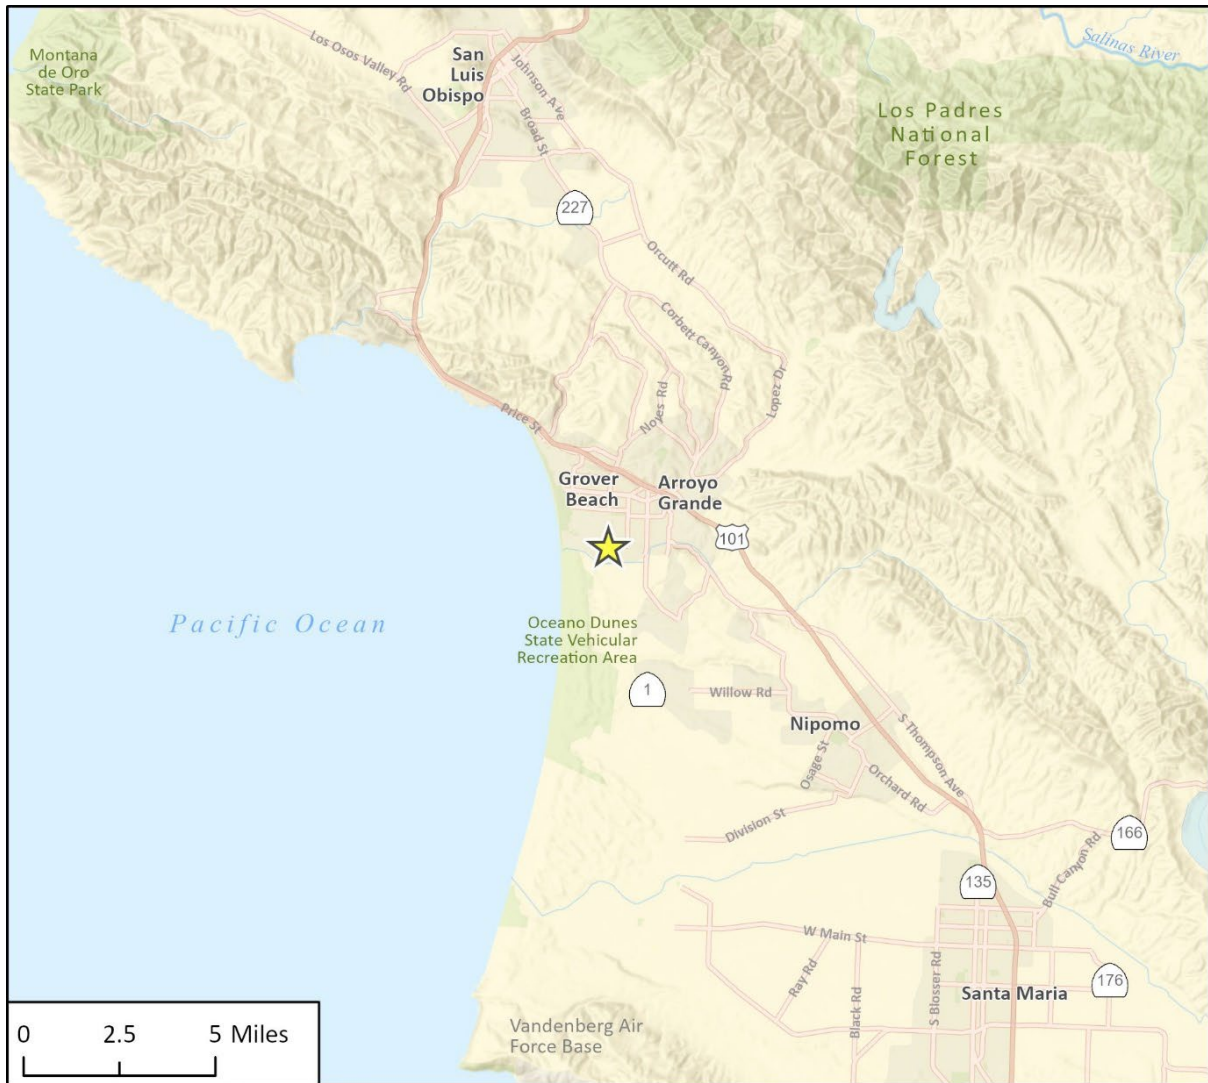 Montana
de Oro
State Park
Los Osos Valley Rd
San
Luis
Obispo
Johnson Ave
Broad St
Salinas River
Los Padres
National
Forest
227
Orcutt Rd
Corbett Canyon Rd
Lopez Dr
Noyes Rd
Price St
Grover
Beach
Arroyo
Grande
101
Pacific Ocean
Oceano Dunes
State Vehicular
Recreation Area
1
Willow Rd
Nipomo
S Thompson Ave
Osage St
Orchard Rd
Division St
166
Bull Canyon Rd
135
W Main St
Ray Rd
Black Rd
S Blosser Rd
176
Santa Maria
Vandenberg Air
Force Base
0 2.5 5 Miles